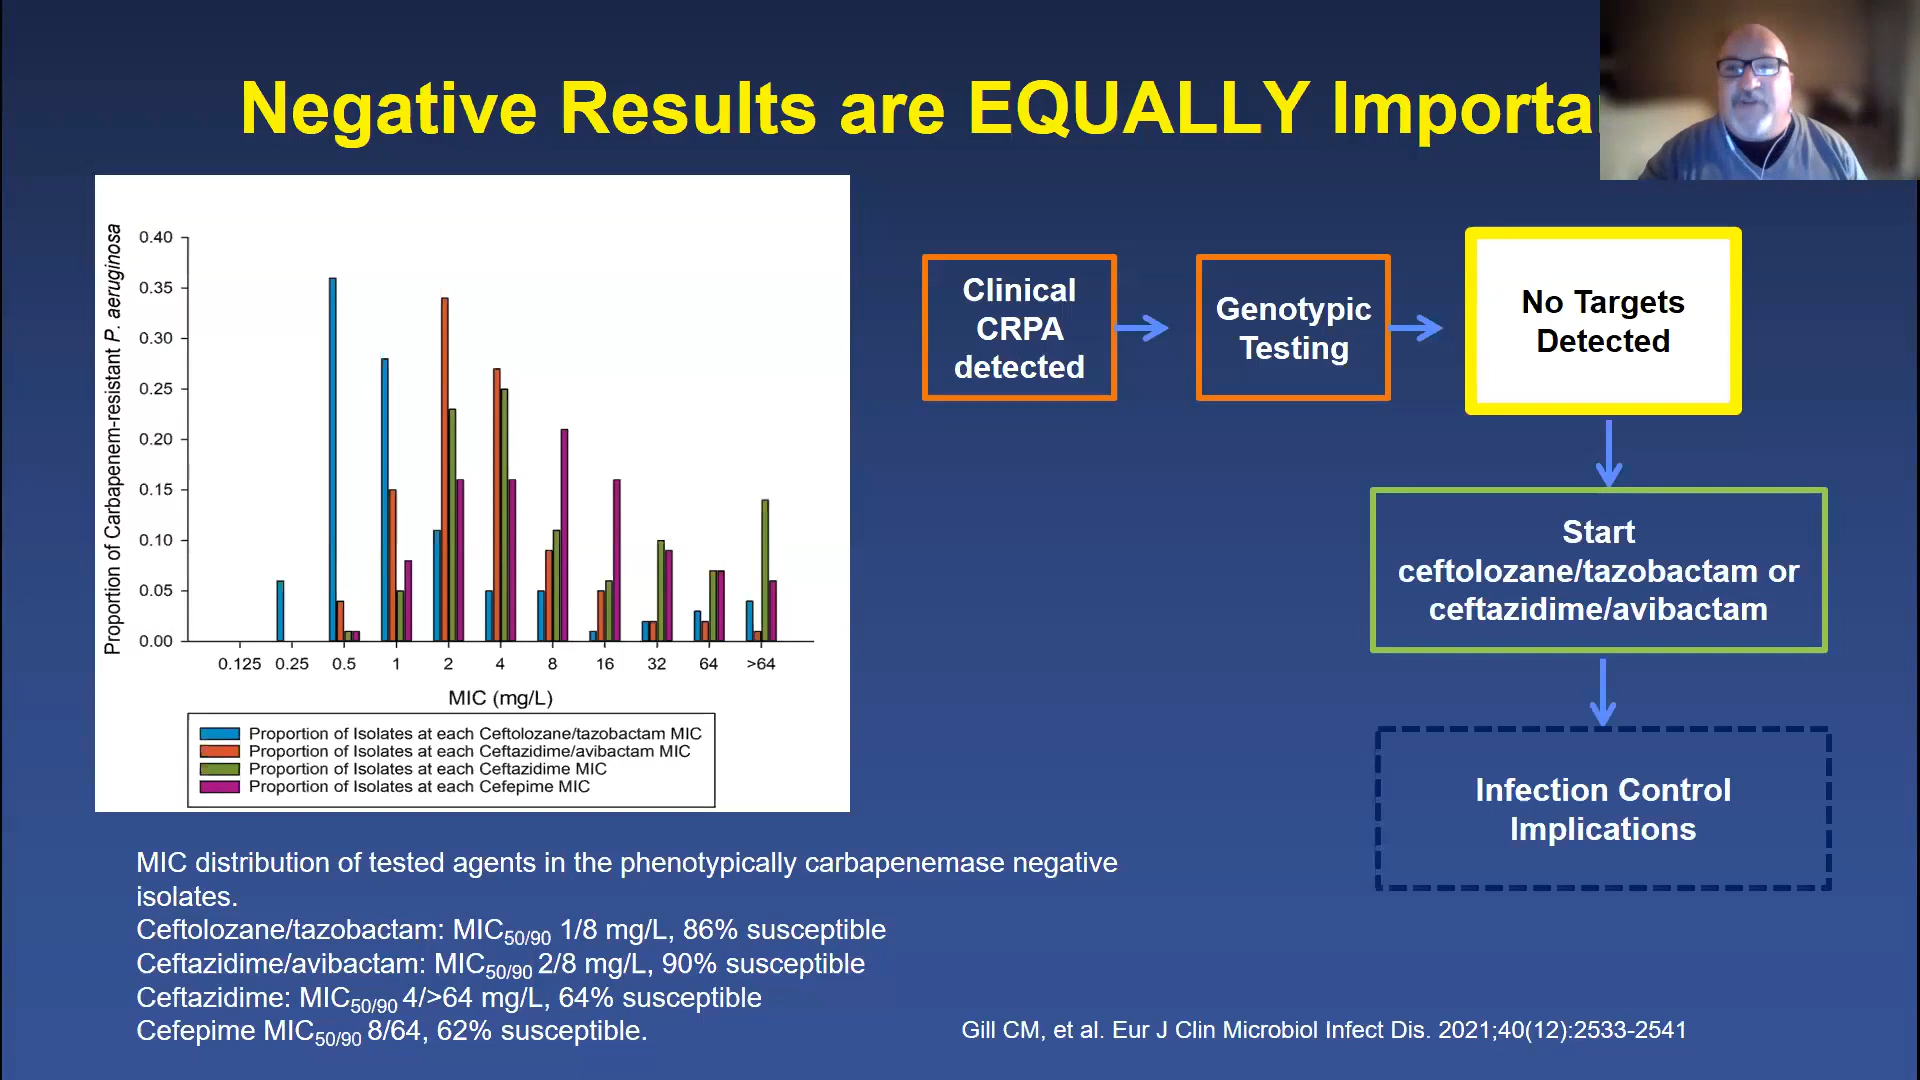 Negative Results are EQUALLY Importa
Proportion of Carbapenem-resistant P. aeruginosa
0.40
0.35
0.30
0.25
0.20
0.15
0.10
0.05
0.00
0.125 0.25 0.5 1 2 4 8 16 32 64 >64
MIC (mg/L)
Proportion of Isolates at each Ceftolozane/tazobactam MIC
Proportion of Isolates at each Ceftazidime/avibactam MIC
Proportion of Isolates at each Ceftazidime MIC
Proportion of Isolates at each Cefepime MIC
Clinical
CRPA
detected
Genotypic
Testing
No Targets
Detected
Start
ceftolozane/tazobactam or
ceftazidime/avibactam
Infection Control
Implications
MIC distribution of tested agents in the phenotypically carbapenemase negative
isolates.
Ceftolozane/tazobactam: MIC50/90 1/8 mg/L, 86% susceptible
Ceftazidime/avibactam: MIC50/90 2/8 mg/L, 90% susceptible
Ceftazidime: MIC50/90 4/>64 mg/L, 64% susceptible
Cefepime MIC50/90 8/64, 62% susceptible.
Gill CM, et al. Eur J Clin Microbiol Infect Dis. 2021;40(12):2533-2541